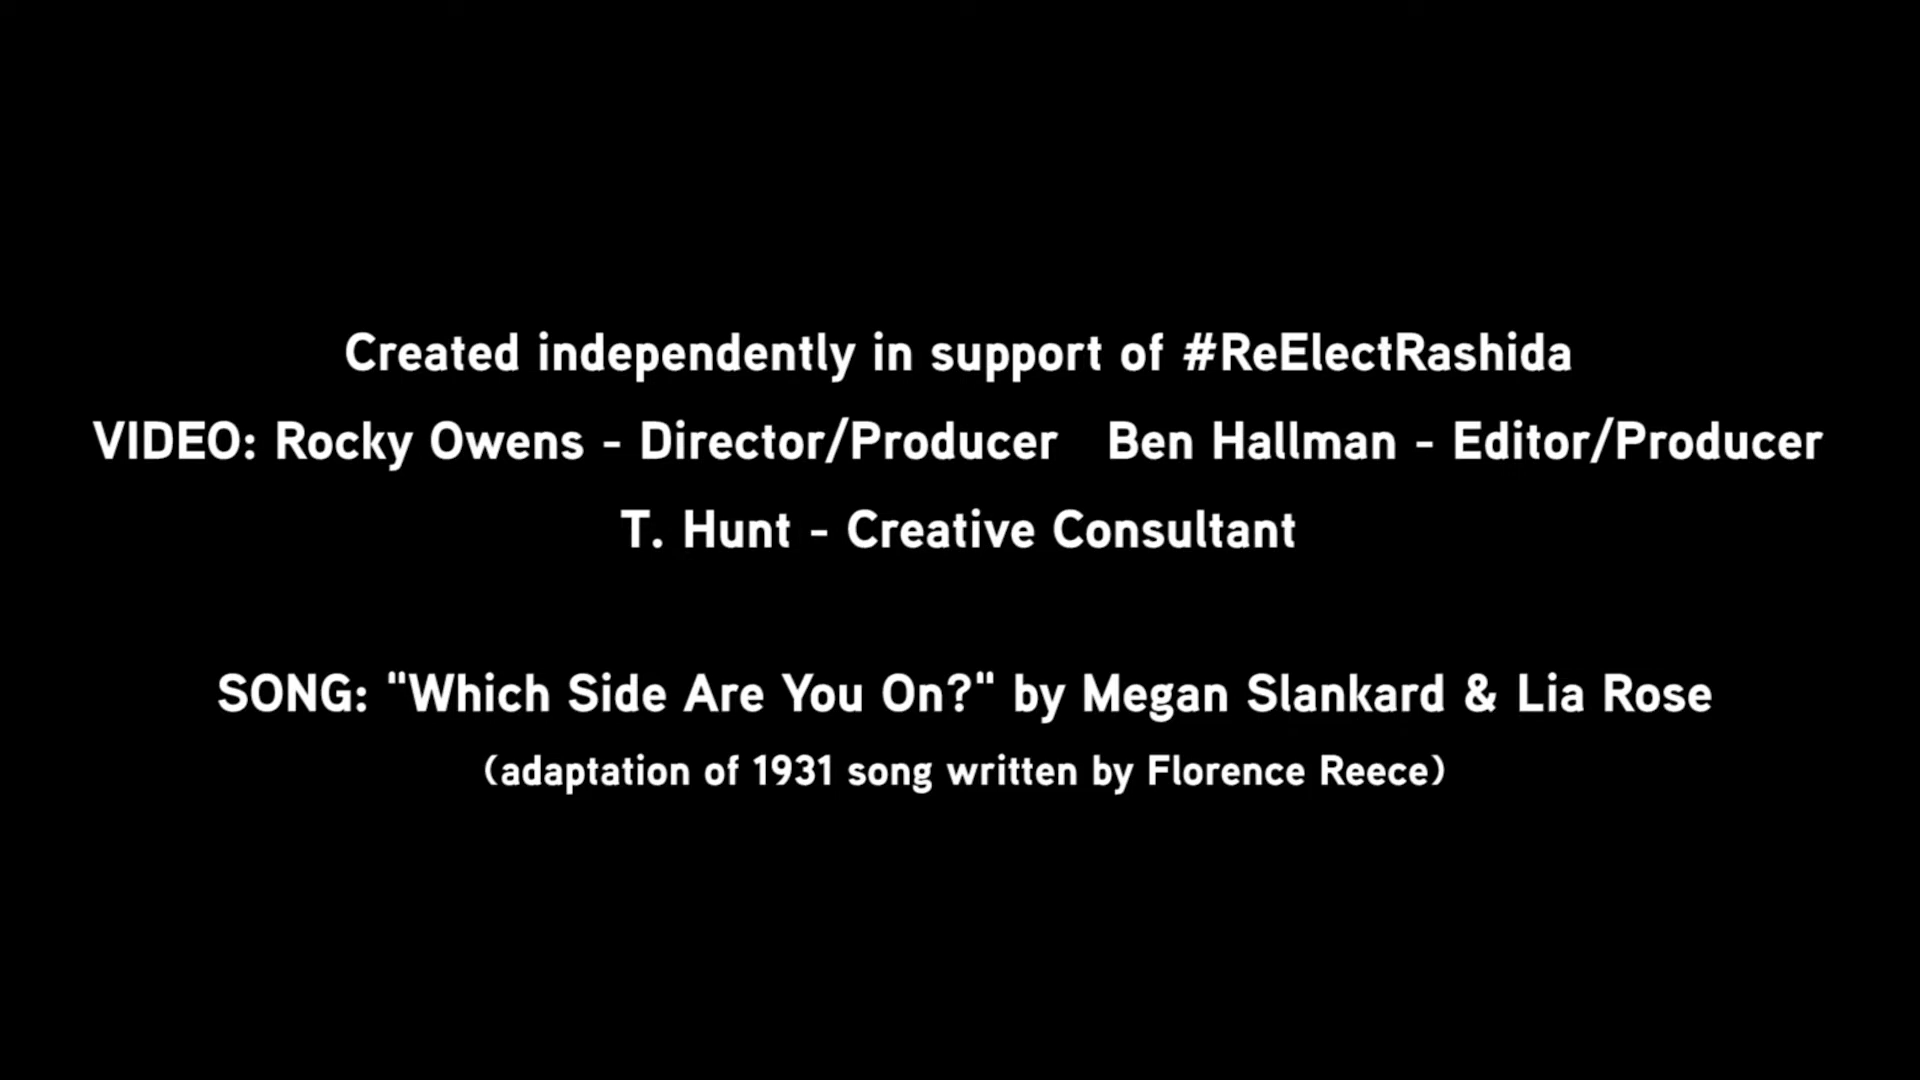 Created independently in support of #ReElectRashida
VIDEO: Rocky Owens - Director/Producer   Ben Hallman - Editor/Producer
T. Hunt - Creative Consultant
SONG: "Which Side Are You On?" by Megan Slankard & Lia Rose
(adaptation of 1931 song written by Florence Reece)